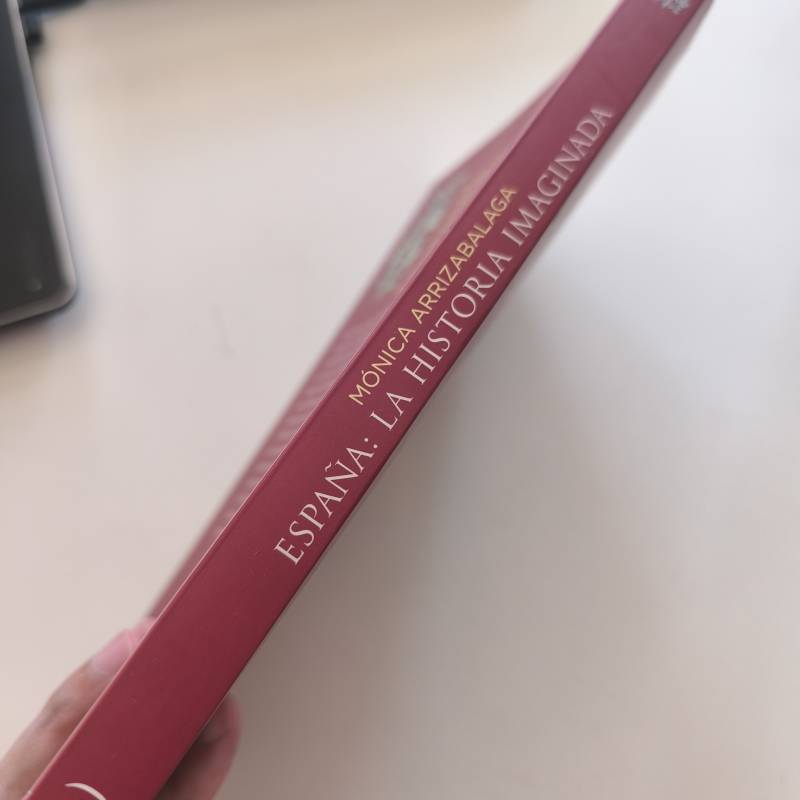 MÓNICA ARRIZABALAGA
ESPAÑA: LA HISTORIA IMAGINADA